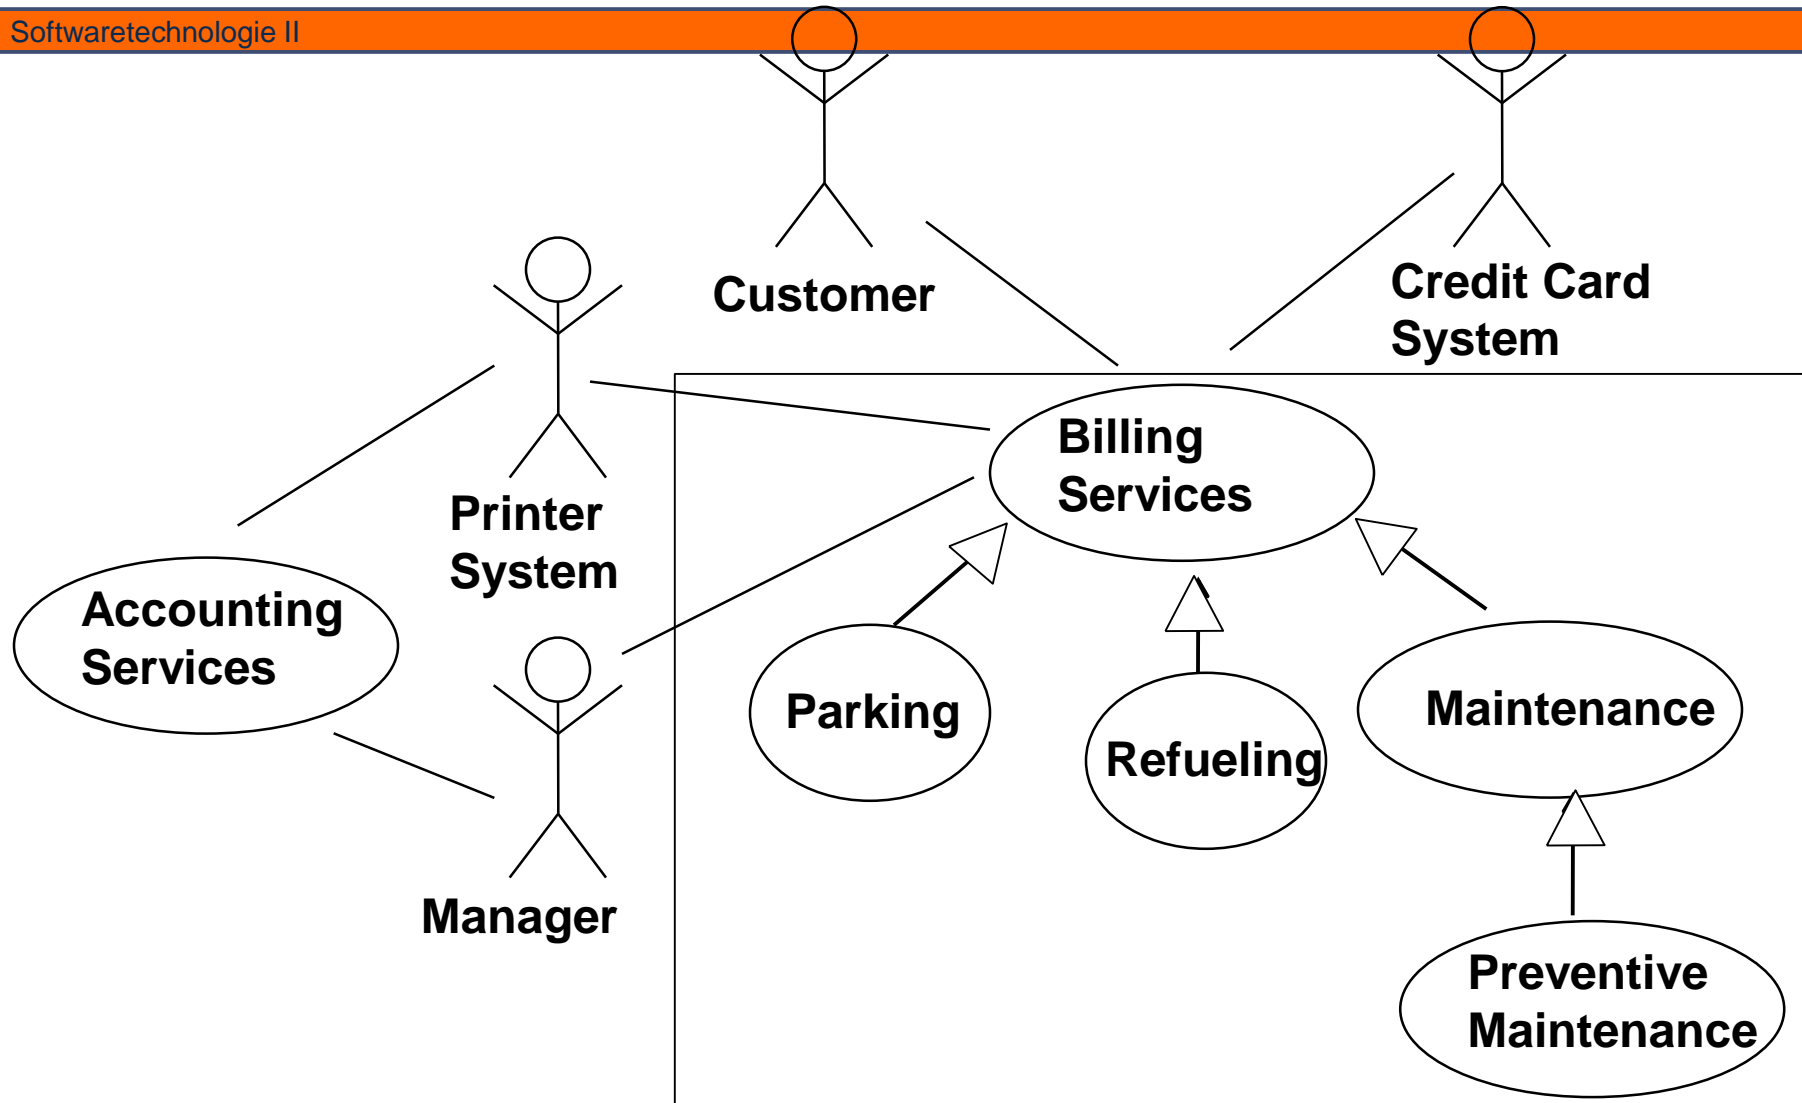 Softwaretechnologie II
Customer
Credit Card
System
Printer
System
Billing
Services
Accounting
Services
Parking
Refueling
Maintenance
Manager
Preventive
Maintenance